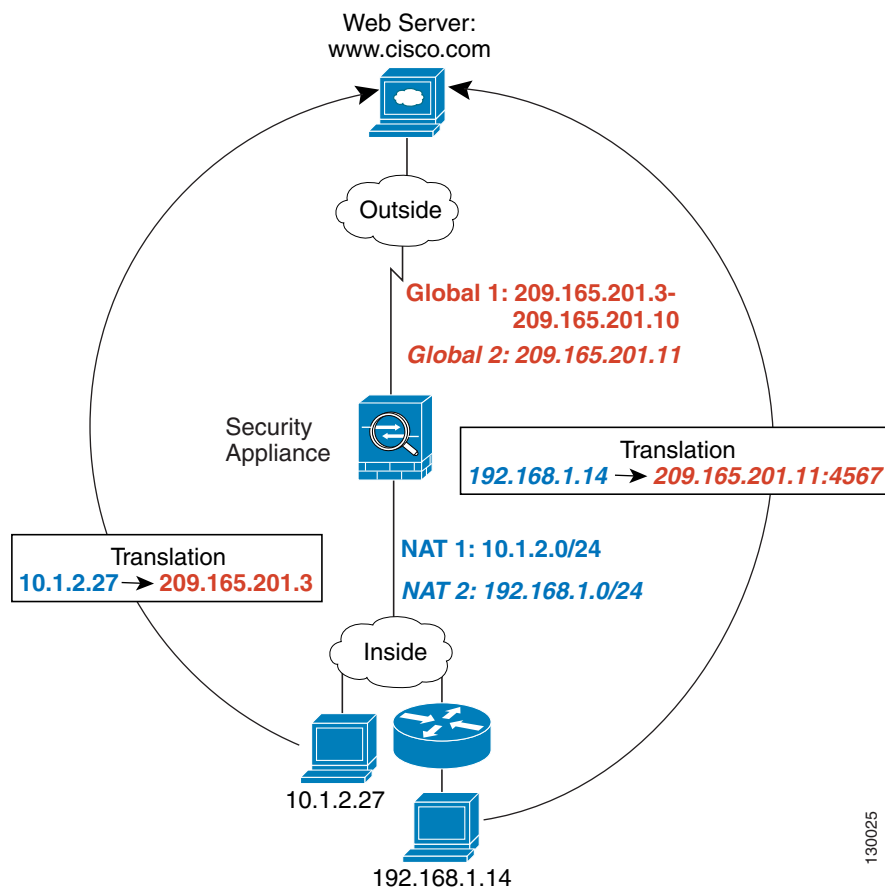 Web Server:
www.cisco.com
Outside
Global 1: 209.165.201.3-
209.165.201.10
Global 2: 209.165.201.11
Security
Appliance
Translation
192.168.1.14 209.165.201.11:4567
Translation
10.1.2.27 209.165.201.3
NAT 1: 10.1.2.0/24
NAT 2: 192.168.1.0/24
Inside
10.1.2.27
192.168.1.14
130025